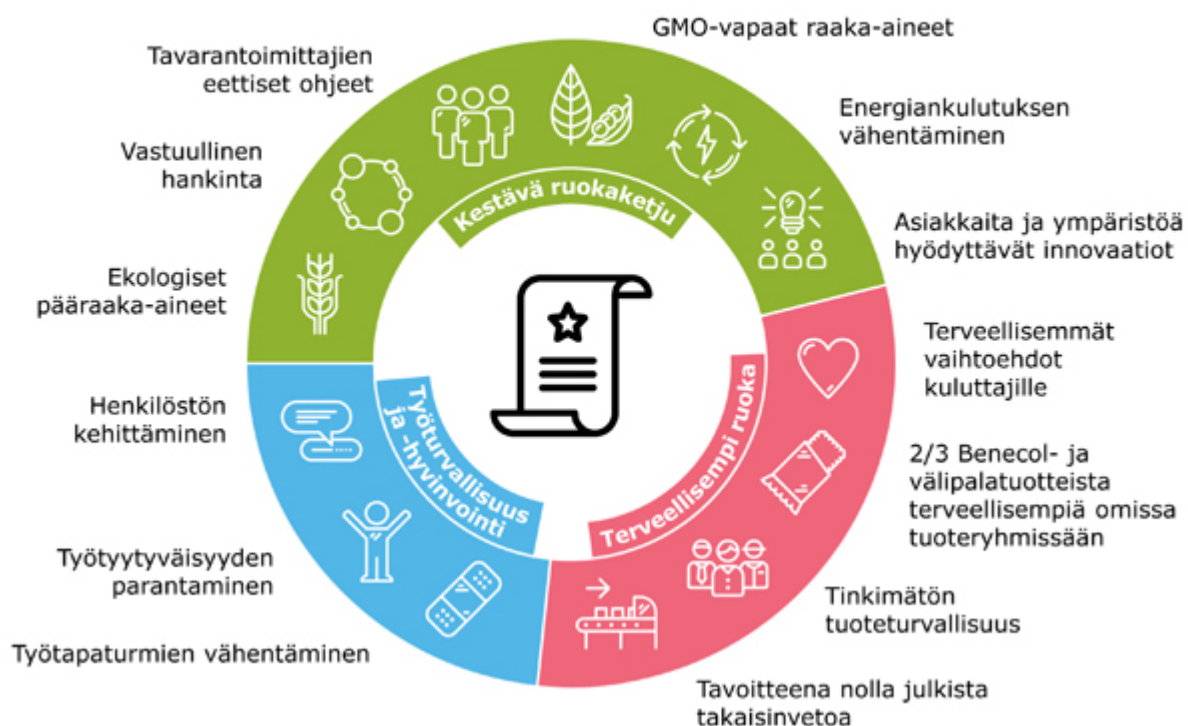 GMO-vapaat raaka-aineet
Tavarantoimittajien
eettiset ohjeet
Energiankulutuksen
vähentäminen
Vastuullinen
hankinta
Kestävä ruokaketju
Asiakkaita ja ympäristöä
hyödyttävät innovaatiot
Ekologiset
pääraaka-aineet
Terveellisemmät
vaihtoehdot
kuluttajille
Henkilöstön
kehittäminen
Työturvallisuus
ja -hyvinvointi
Terveellisempi ruoka
2/3 Benecol- ja
välipalatuotteista
terveellisempiä omissa
tuoteryhmissään
Työtyytyväisyyden
parantaminen
Tinkimätön
tuoteturvallisuus
Työtapaturmien vähentäminen
Tavoitteena nolla julkista
takaisinvetoa